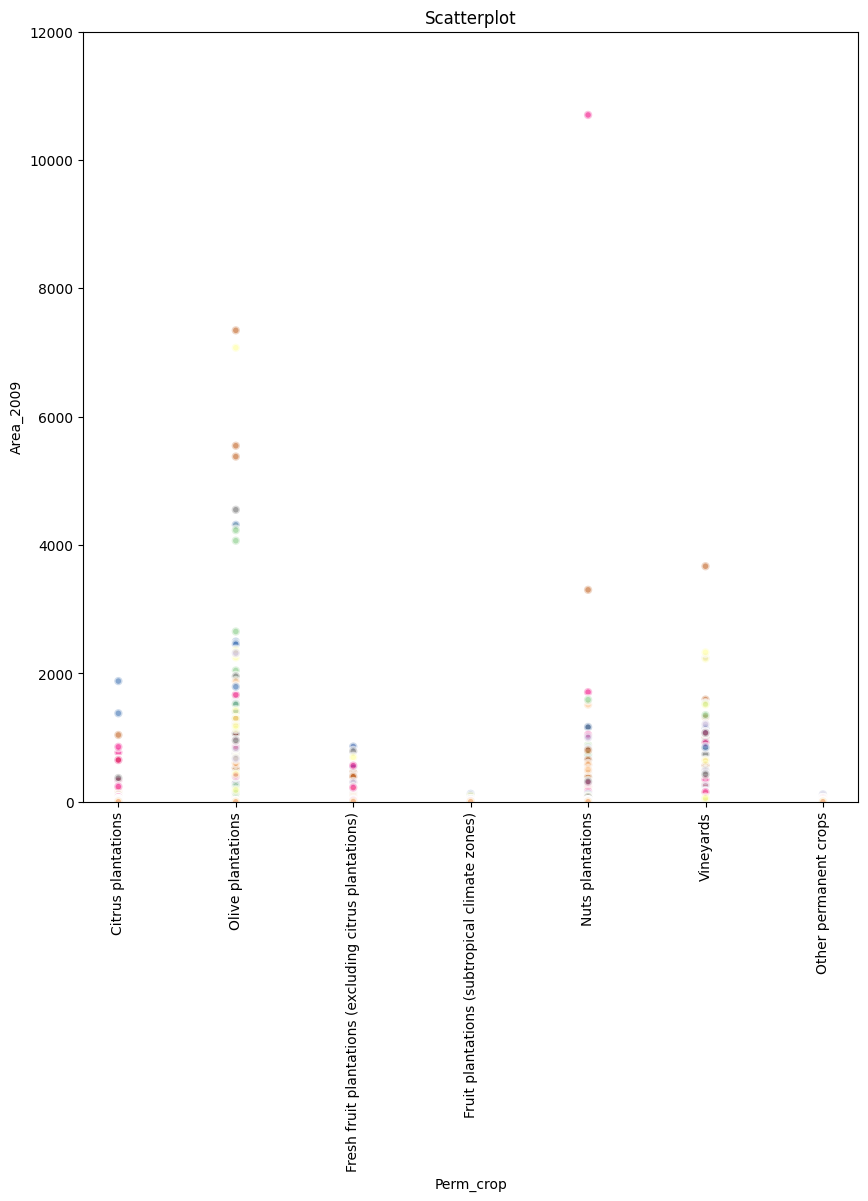 Scatterplot
12000
10000
8000
6000
4000
2000
0
Area_2009
Citrus plantations
Olive plantations
Fresh fruit plantations (excluding citrus plantations)
Fruit plantations (subtropical climate zones)
Nuts plantations
Vineyards
Other permanent crops
Perm_crop